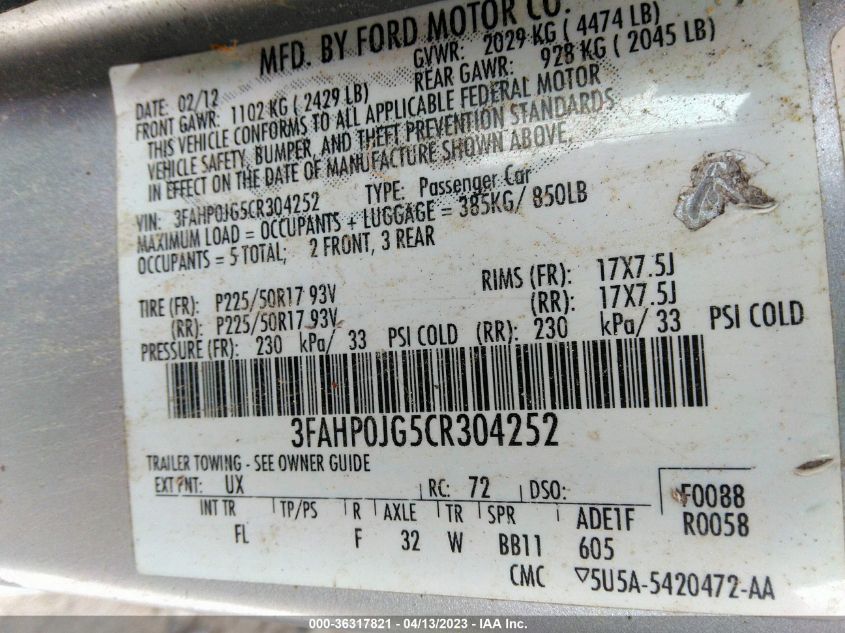 MFD. BY FORD MOTOR CO.
DATE: 02/12 GVWR: 2029 KG ( 4474 LB)
FRONT GAWR: 1102 KG ( 2429 LB) REAR GAWR: 928 KG ( 2045 LB)
THIS VEHICLE CONFORMS TO ALL APPLICABLE FEDERAL MOTOR
VEHICLE SAFETY, BUMPER, AND THEFT PREVENTION STANDARDS
IN EFFECT ON THE DATE OF MANUFACTURE SHOWN ABOVE.
VIN: 3FAHP0JG5CR304252 TYPE: Passenger Car
MAXIMUM LOAD = OCCUPANTS + LUGGAGE = 385KG/ 850LB
OCCUPANTS = 5 TOTAL; 2 FRONT, 3 REAR
TIRE (FR): P225/50R17 93V RIMS (FR): 17X7.5J
(RR): P225/50R17 93V (RR): 17X7.5J
PRESSURE (FR): 230 kPa/ 33 PSI COLD (RR): 230 kPa/ 33 PSI COLD
3FAHP0JG5CR304252
TRAILER TOWING - SEE OWNER GUIDE
EXT PNT: UX RC: 72 DSO: F0088
INT TR TP/PS R AXLE TR SPR ADE1F R0058
FL F 32 W BB11 605
CMC ▽5U5A-5420472-AA
000-36317821 - 04/13/2023 - IAA Inc.